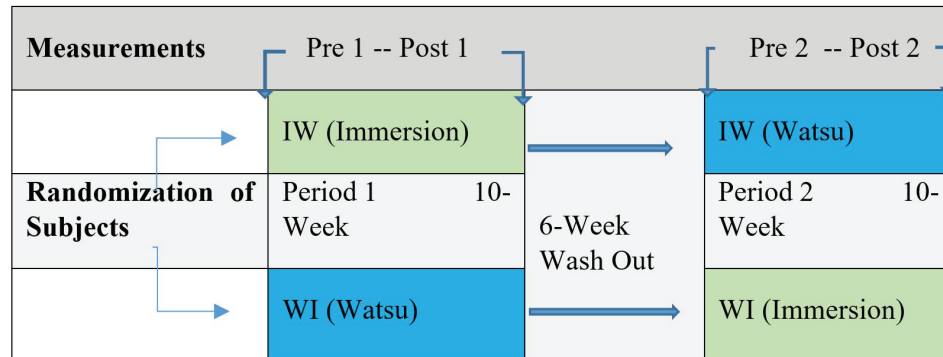 Measurements
Pre 1 -- Post 1
Pre 2 -- Post 2
IW (Immersion)
IW (Watsu)
Randomization of
Subjects
Period 1 10-
Week
6-Week
Wash Out
Period 2 10-
Week
WI (Watsu)
WI (Immersion)